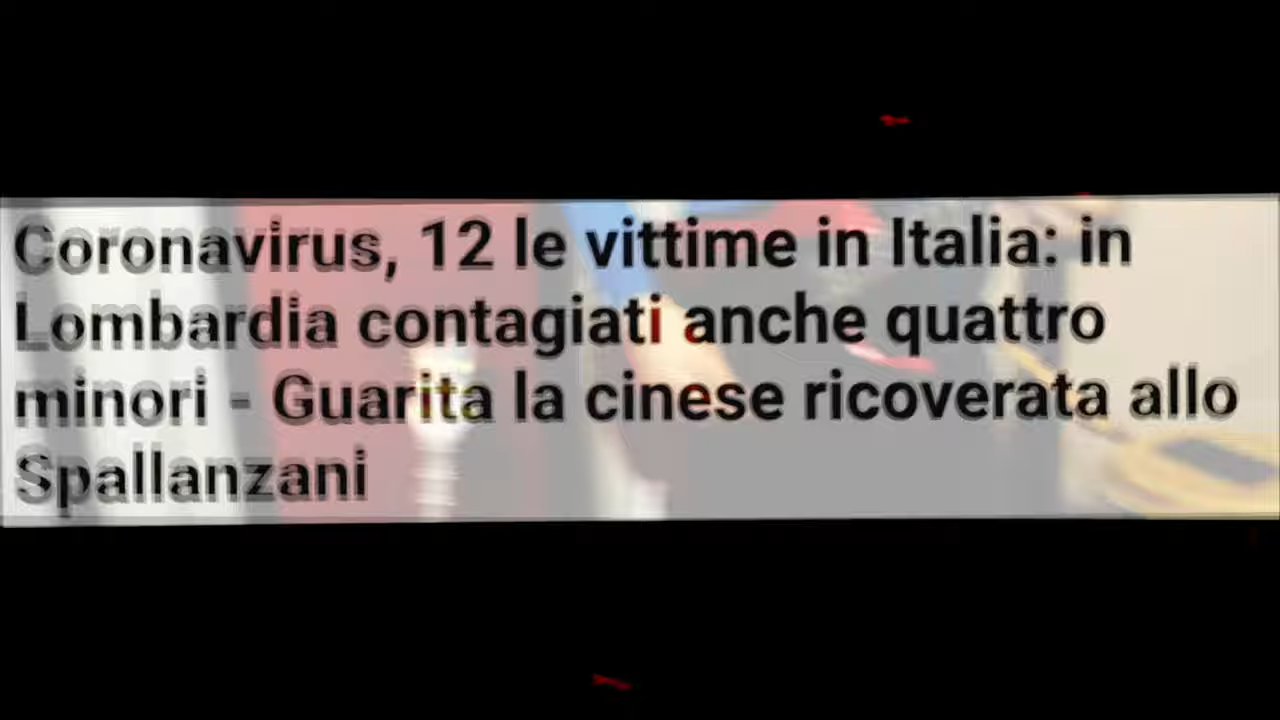 Coronavirus, 12 le vittime in Italia: in
Lombardia contagiati anche quattro
minori - Guarita la cinese ricoverata allo
Spallanzani